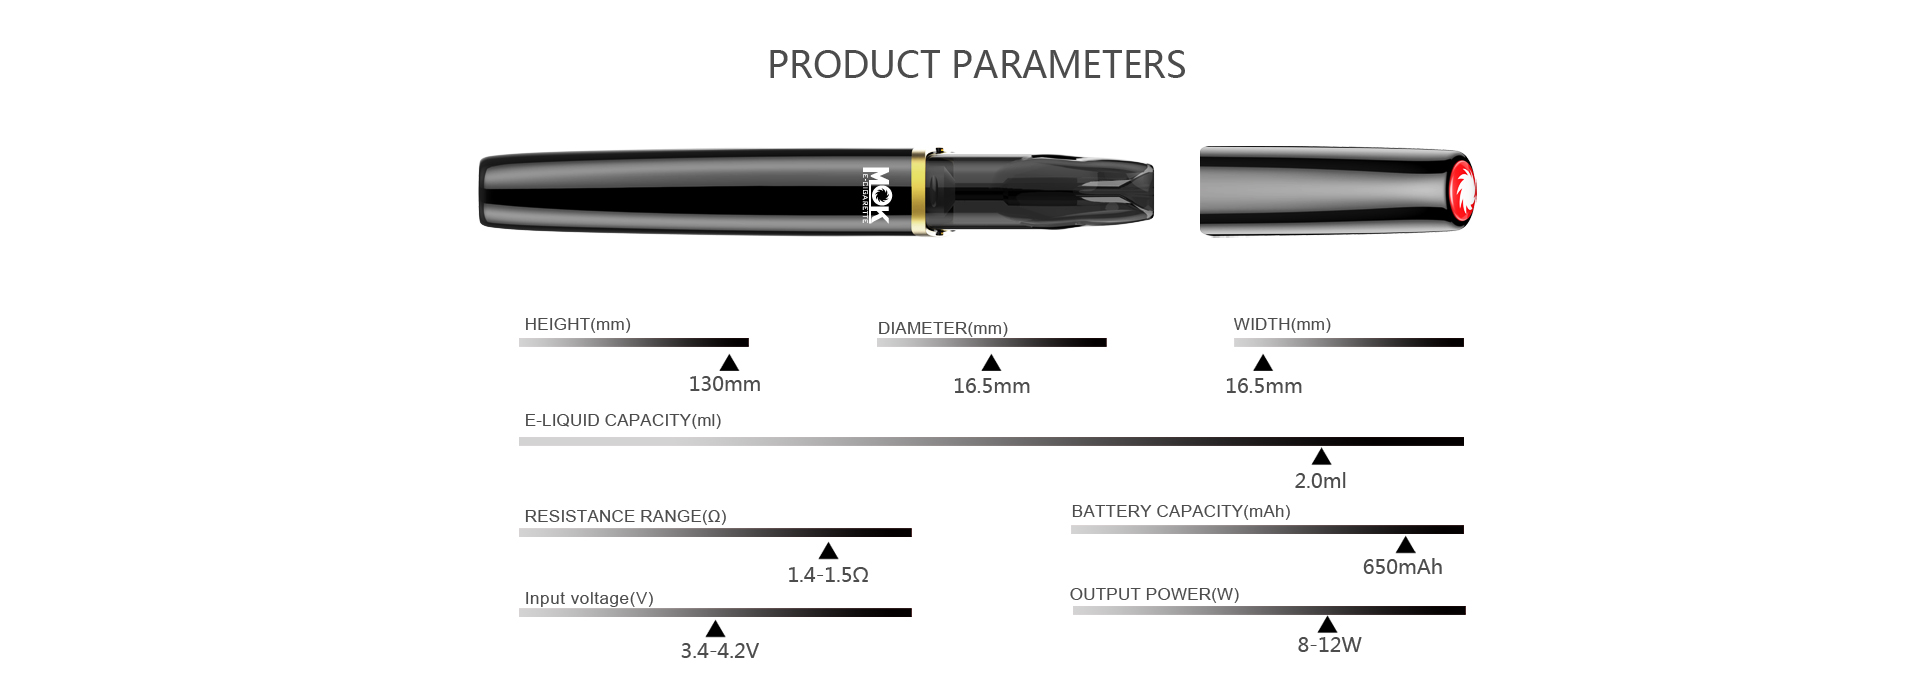 PRODUCT PARAMETERS
MOK
E-CIGARETTE
HEIGHT(mm)
DIAMETER(mm)
WIDTH(mm)
130mm
16.5mm
16.5mm
E-LIQUID CAPACITY(ml)
2.0ml
RESISTANCE RANGE(Ω)
BATTERY CAPACITY(mAh)
1.4-1.5Ω
650mAh
Input voltage(V)
OUTPUT POWER(W)
3.4-4.2V
8-12W